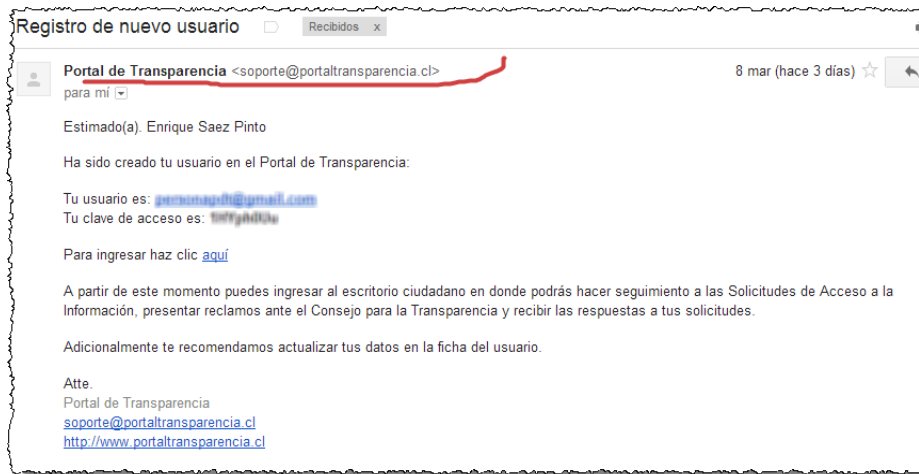 Registro de nuevo usuario Recibidos x
Portal de Transparencia <soporte@portaltransparencia.cl> 8 mar (hace 3 días)
para mí
Estimado(a). Enrique Saez Pinto
Ha sido creado tu usuario en el Portal de Transparencia:
Tu usuario es:
Tu clave de acceso es:
Para ingresar haz clic aquí
A partir de este momento puedes ingresar al escritorio ciudadano en donde podrás hacer seguimiento a las Solicitudes de Acceso a la
Información, presentar reclamos ante el Consejo para la Transparencia y recibir las respuestas a tus solicitudes.
Adicionalmente te recomendamos actualizar tus datos en la ficha del usuario.
Atte.
Portal de Transparencia
soporte@portaltransparencia.cl
http://www.portaltransparencia.cl